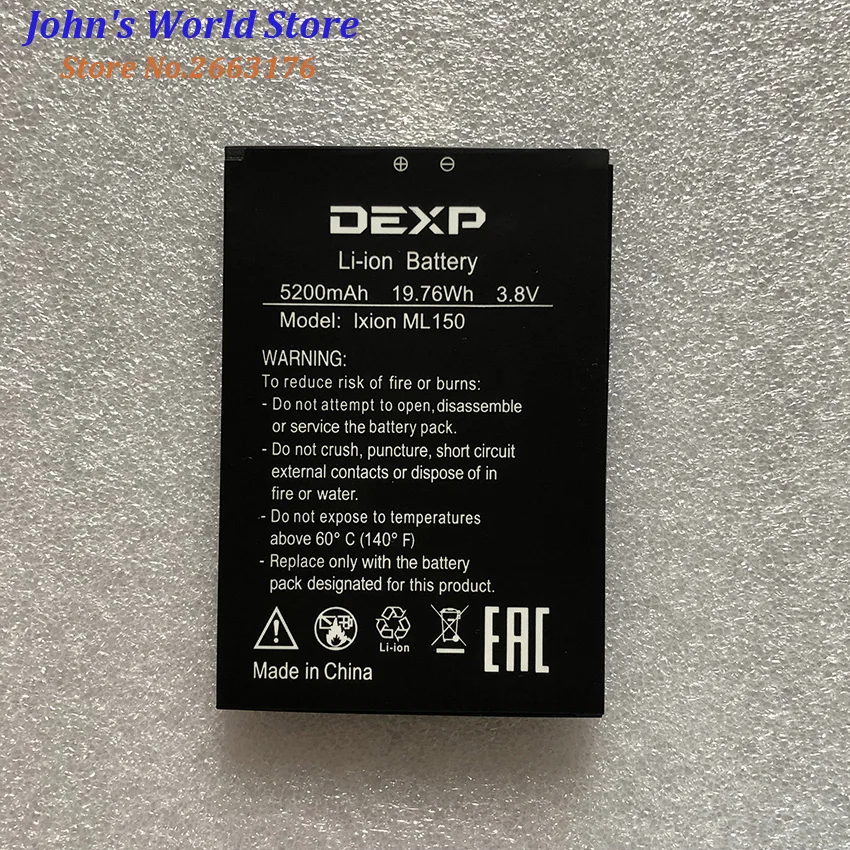 John's World Store
Store No.2663176
⊕ ⊖
DEXP
Li-ion Battery
5200mAh 19.76Wh 3.8V
Model: Ixion ML150
WARNING:
To reduce risk of fire or burns:
- Do not attempt to open, disassemble
or service the battery pack.
- Do not crush, puncture, short circuit
external contacts or dispose of in
fire or water.
- Do not expose to temperatures
above 60° C (140° F)
- Replace only with the battery
pack designated for this product.
Li-ion
EAC
Made in China